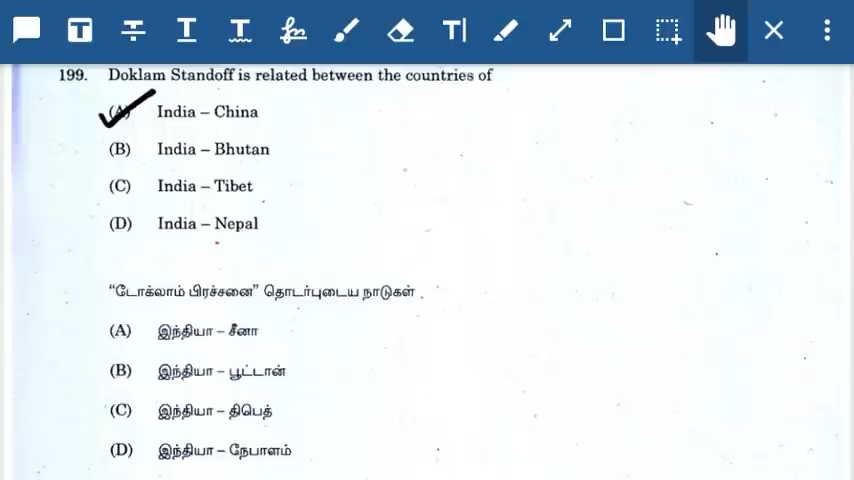 199. Doklam Standoff is related between the countries of
(A) India – China
(B) India – Bhutan
(C) India – Tibet
(D) India – Nepal
“டோக்லாம் பிரச்சனை” தொடர்புடைய நாடுகள்
(A) இந்தியா – சீனா
(B) இந்தியா – பூட்டான்
(C) இந்தியா – திபெத்
(D) இந்தியா – நேபாளம்